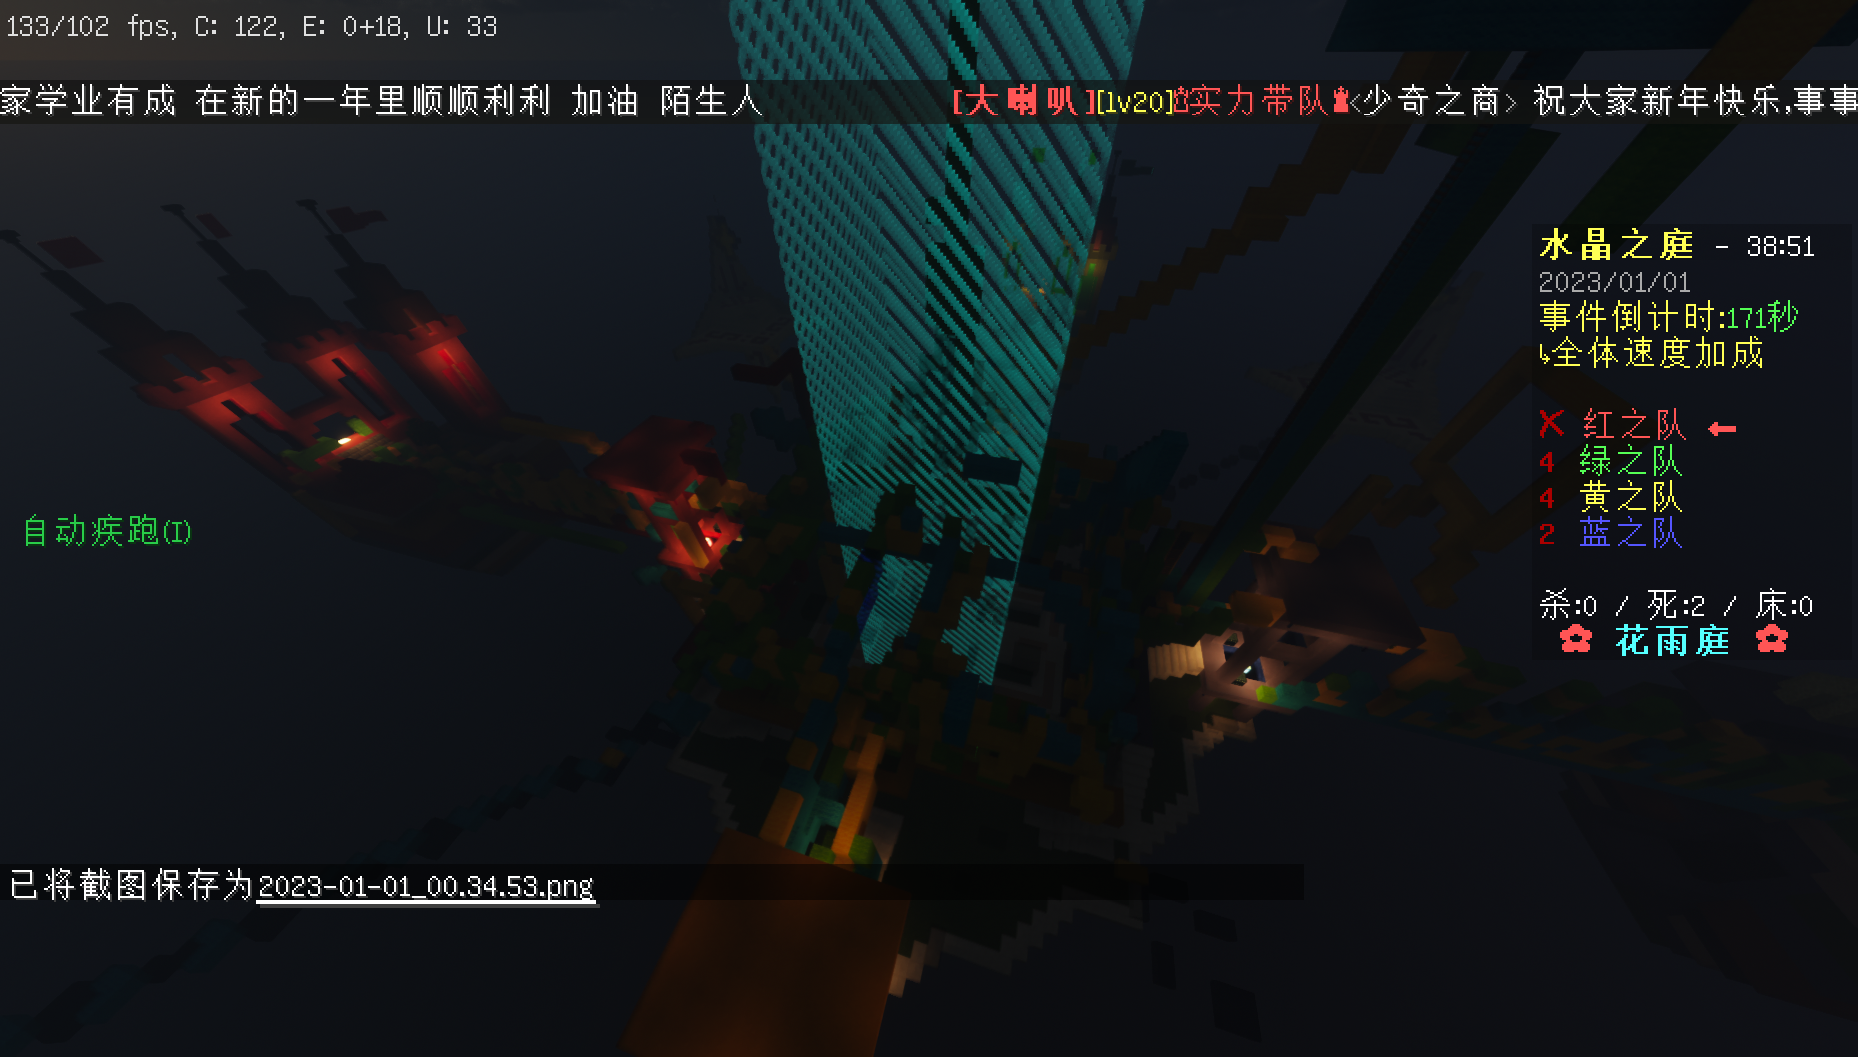 133/102 fps, C: 122, E: 0+18, U: 33
家学业有成 在新的一年里顺顺利利 加油 陌生人 [大喇叭][lv20]实力带队<少奇之商> 祝大家新年快乐,事事
水晶之庭 - 38:51
2023/01/01
事件倒计时:171秒
↳全体速度加成
✕ 红之队 ←
4 绿之队
4 黄之队
2 蓝之队
杀:0 / 死:2 / 床:0
✿ 花雨庭 ✿
自动疾跑(I)
已将截图保存为2023-01-01_00.34.53.png